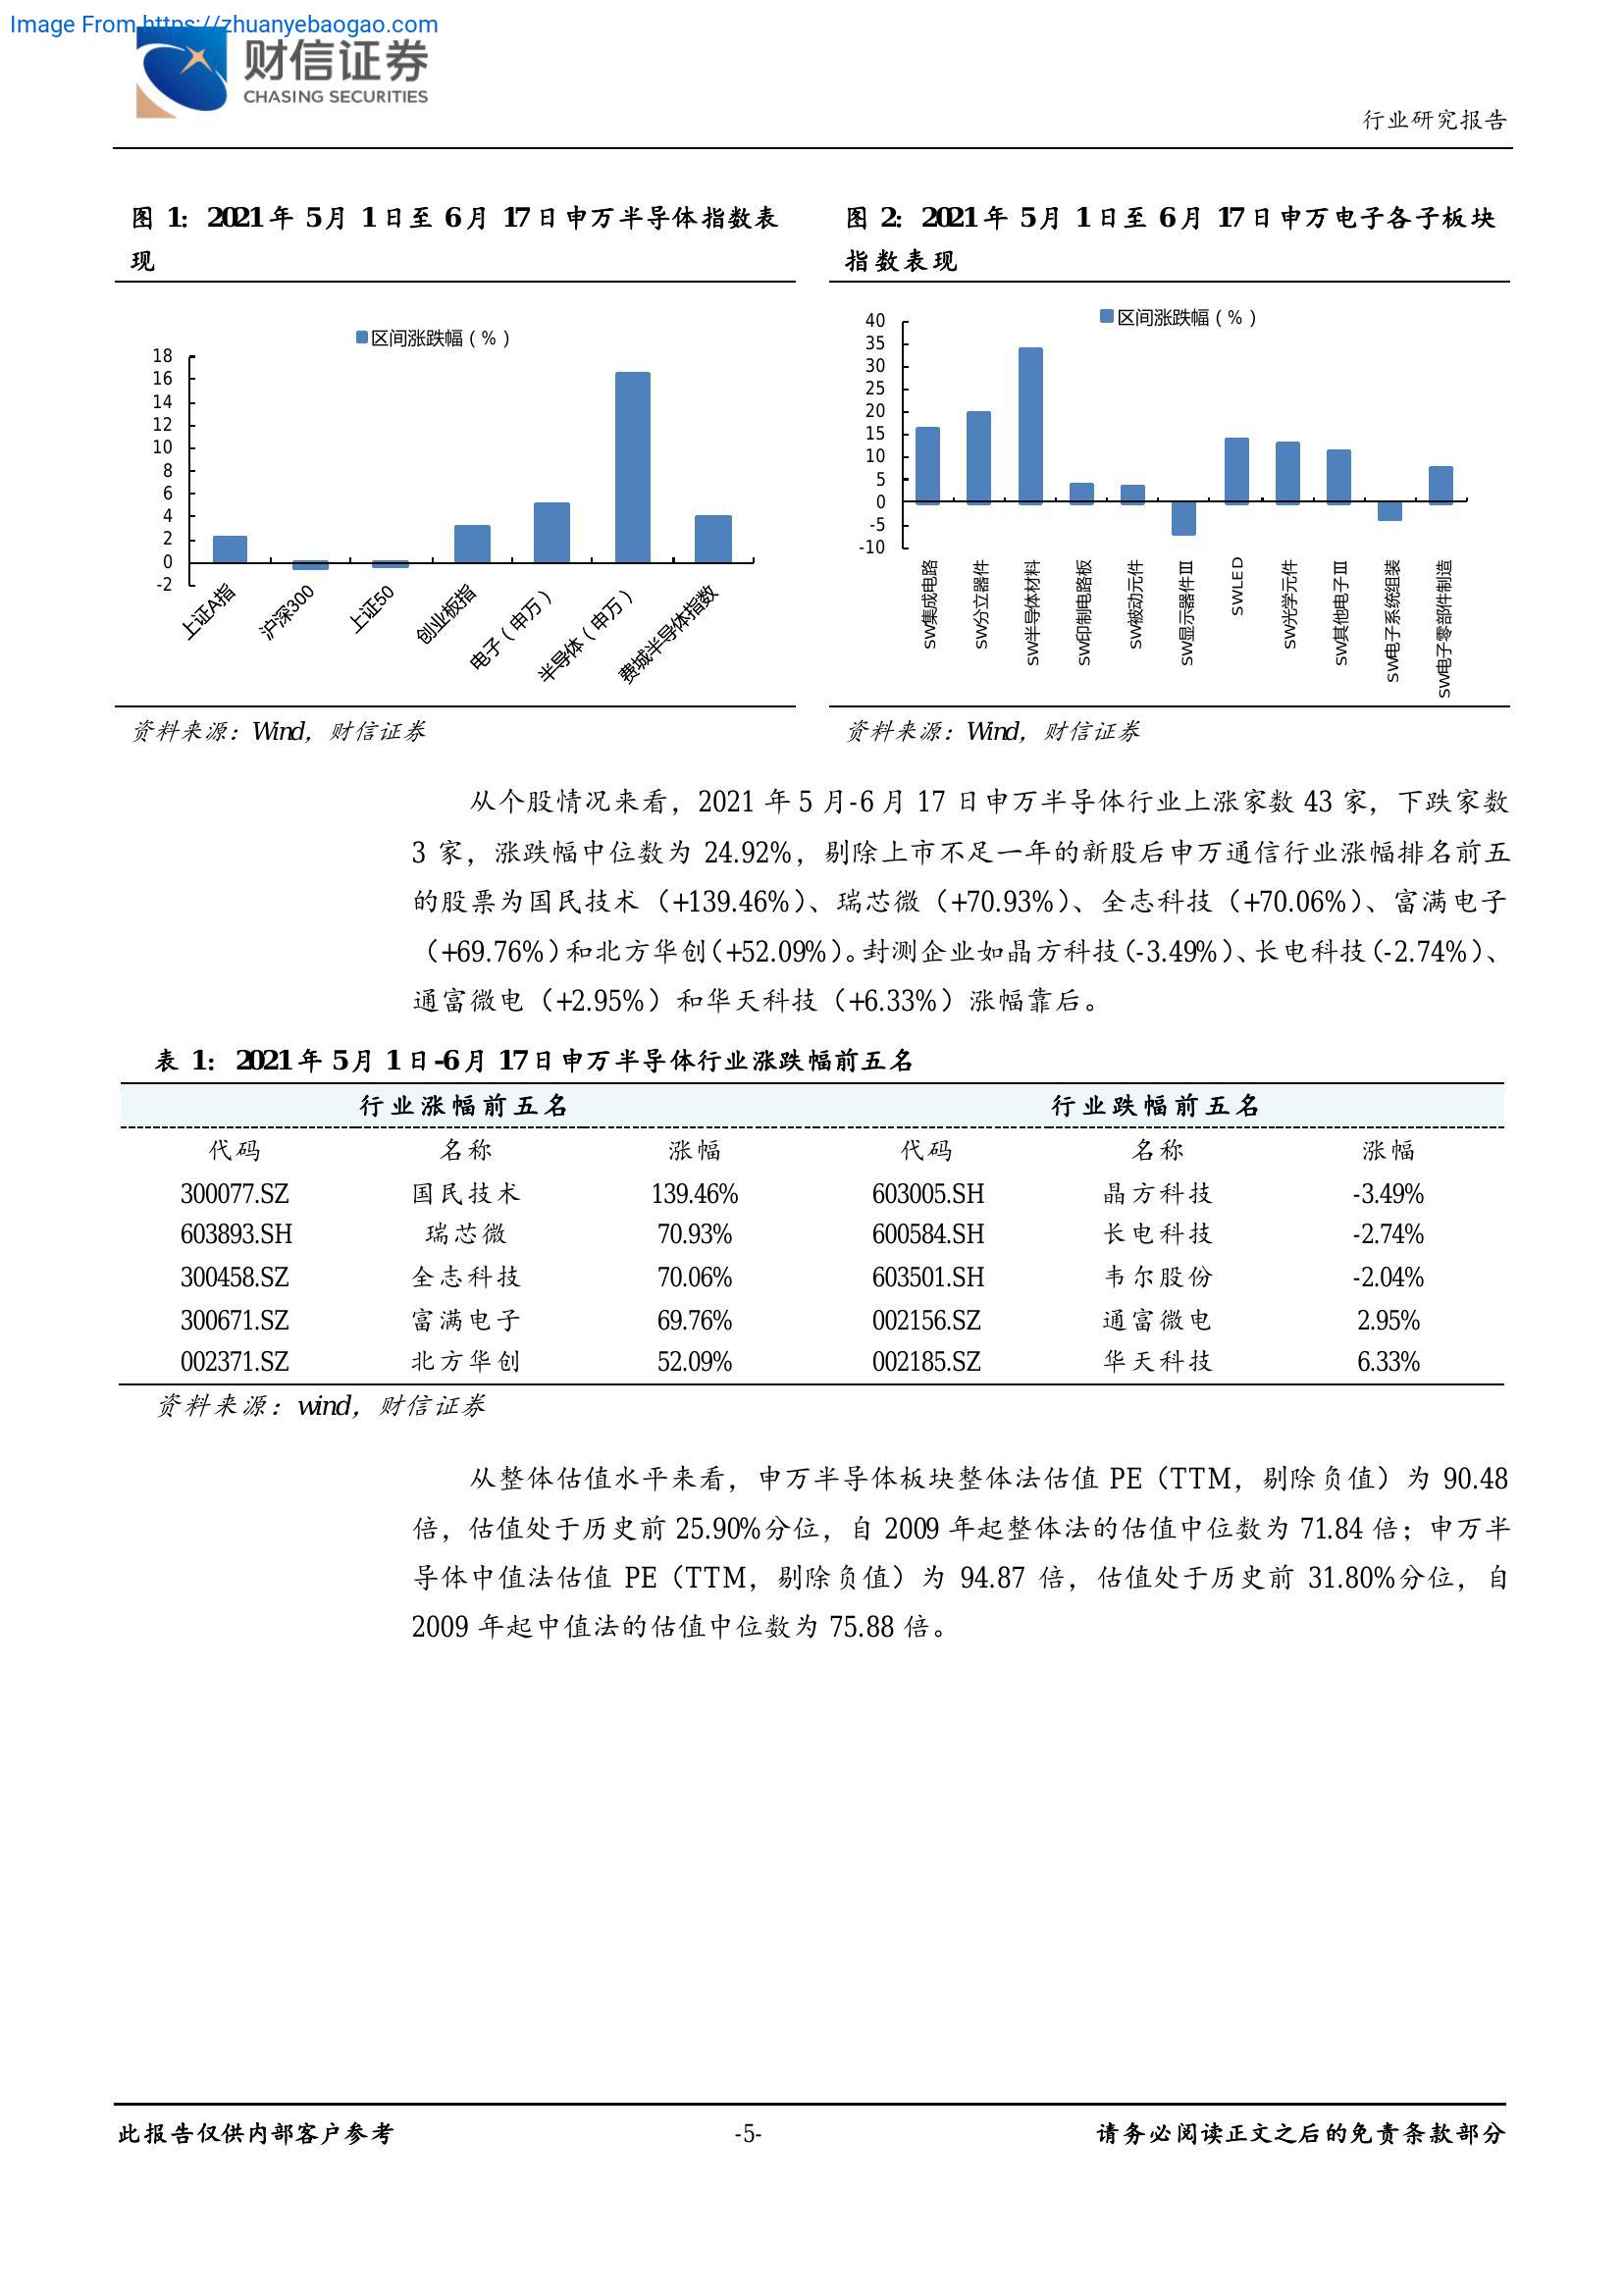 Image From https://zhuanyebaogao.com
财信证券
CHASING SECURITIES
行业研究报告
图 1: 2021 年 5月 1日至 6月 17日申万半导体指数表
现
区间涨跌幅（%）
18
16
14
12
10
8
6
4
2
0
-2
上证A指
沪深300
上证50
创业板指
电子（申万）
半导体（申万）
费城半导体指数
资料来源：Wind，财信证券
图 2: 2021 年 5月 1日至 6月 17日申万电子各子板块
指数表现
区间涨跌幅（%）
40
35
30
25
20
15
10
5
0
-5
-10
SW集成电路
SW分立器件
SW半导体材料
SW印制电路板
SW被动元件
SW显示器件Ⅲ
SWLED
SW光学元件
SW其他电子Ⅲ
SW电子系统组装
SW电子零部件制造
资料来源：Wind，财信证券
从个股情况来看，2021 年 5 月-6 月 17 日申万半导体行业上涨家数 43 家，下跌家数
3 家，涨跌幅中位数为 24.92%，剔除上市不足一年的新股后申万通信行业涨幅排名前五
的股票为国民技术（+139.46%）、瑞芯微（+70.93%）、全志科技（+70.06%）、富满电子
（+69.76%）和北方华创（+52.09%）。封测企业如晶方科技（-3.49%）、长电科技（-2.74%）、
通富微电（+2.95%）和华天科技（+6.33%）涨幅靠后。
表 1: 2021 年 5月 1日-6月 17日申万半导体行业涨跌幅前五名
行业涨幅前五名 行业跌幅前五名
代码 名称 涨幅 代码 名称 涨幅
300077.SZ 国民技术 139.46% 603005.SH 晶方科技 -3.49%
603893.SH 瑞芯微 70.93% 600584.SH 长电科技 -2.74%
300458.SZ 全志科技 70.06% 603501.SH 韦尔股份 -2.04%
300671.SZ 富满电子 69.76% 002156.SZ 通富微电 2.95%
002371.SZ 北方华创 52.09% 002185.SZ 华天科技 6.33%
资料来源：wind，财信证券
从整体估值水平来看，申万半导体板块整体法估值 PE（TTM，剔除负值）为 90.48
倍，估值处于历史前 25.90%分位，自 2009 年起整体法的估值中位数为 71.84 倍；申万半
导体中值法估值 PE（TTM，剔除负值）为 94.87 倍，估值处于历史前 31.80%分位，自
2009 年起中值法的估值中位数为 75.88 倍。
此报告仅供内部客户参考 -5- 请务必阅读正文之后的免责条款部分